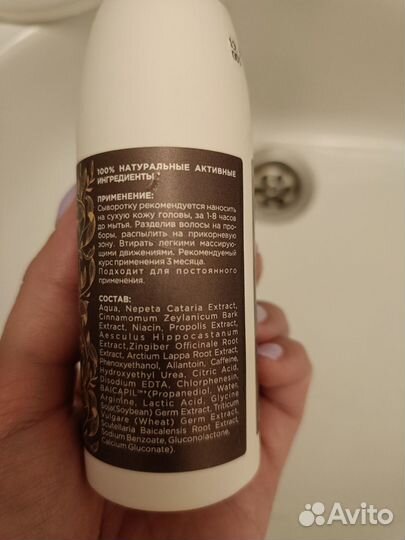 100% НАТУРАЛЬНЫЕ АКТИВНЫЕ
ИНГРЕДИЕНТЫ *
ПРИМЕНЕНИЕ:
Сыворотку рекомендуется наносить
на сухую кожу головы, за 1-8 часов
до мытья. Разделив волосы на про-
боры, распылить на прикорневую
зону. Втирать легкими массирую-
щими движениями. Рекомендуемый
курс применения 3 месяца.
Подходит для постоянного
применения.
СОСТАВ:
Aqua, Nepeta Cataria Extract,
Cinnamomum Zeylanicum Bark
Extract, Niacin, Propolis Extract,
Aesculus Hippocastanum
Extract,Zingiber Officinale Root
Extract, Arctium Lappa Root Extract,
Phenoxyethanol, Allantoin, Caffeine,
Hydroxyethyl Urea, Citric Acid,
Disodium EDTA, Chlorphenesin,
BAICAPIL™*(Propanediol, Water,
Arginine, Lactic Acid, Glycine
Soja(Soybean) Germ Extract, Triticum
Vulgare (Wheat) Germ Extract,
Scutellaria Baicalensis Root Extract,
Sodium Benzoate, Gluconolactone,
Calcium Gluconate).
Avito